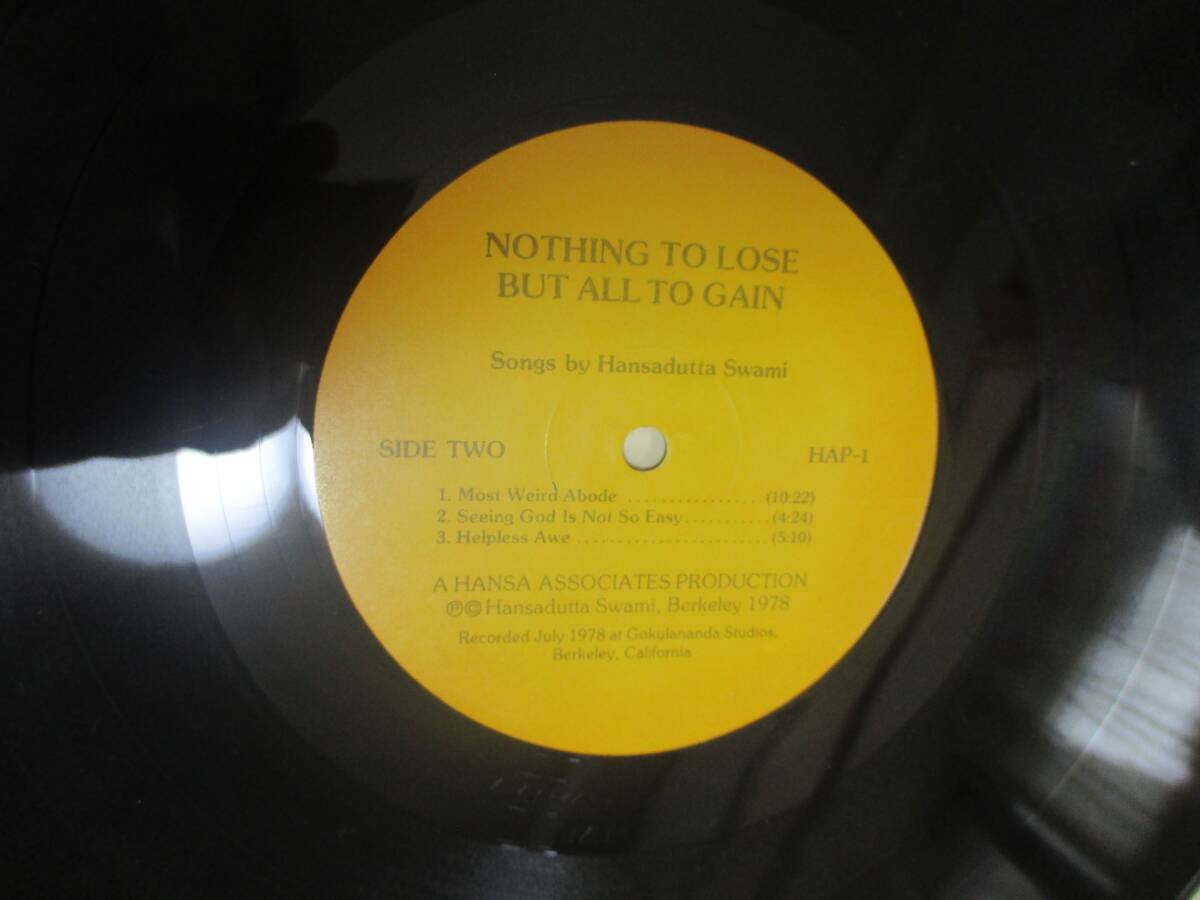 NOTHING TO LOSE
BUT ALL TO GAIN
Songs by Hansadutta Swami
SIDE TWO
HAP-1
1. Most Weird Abode .................. (10:22)
2. Seeing God Is Not So Easy.......... (4:24)
3. Helpless Awe ........................ (5:10)
A HANSA ASSOCIATES PRODUCTION
℗© Hansadutta Swami, Berkeley 1978
Recorded July 1978 at Gokulananda Studios,
Berkeley, California